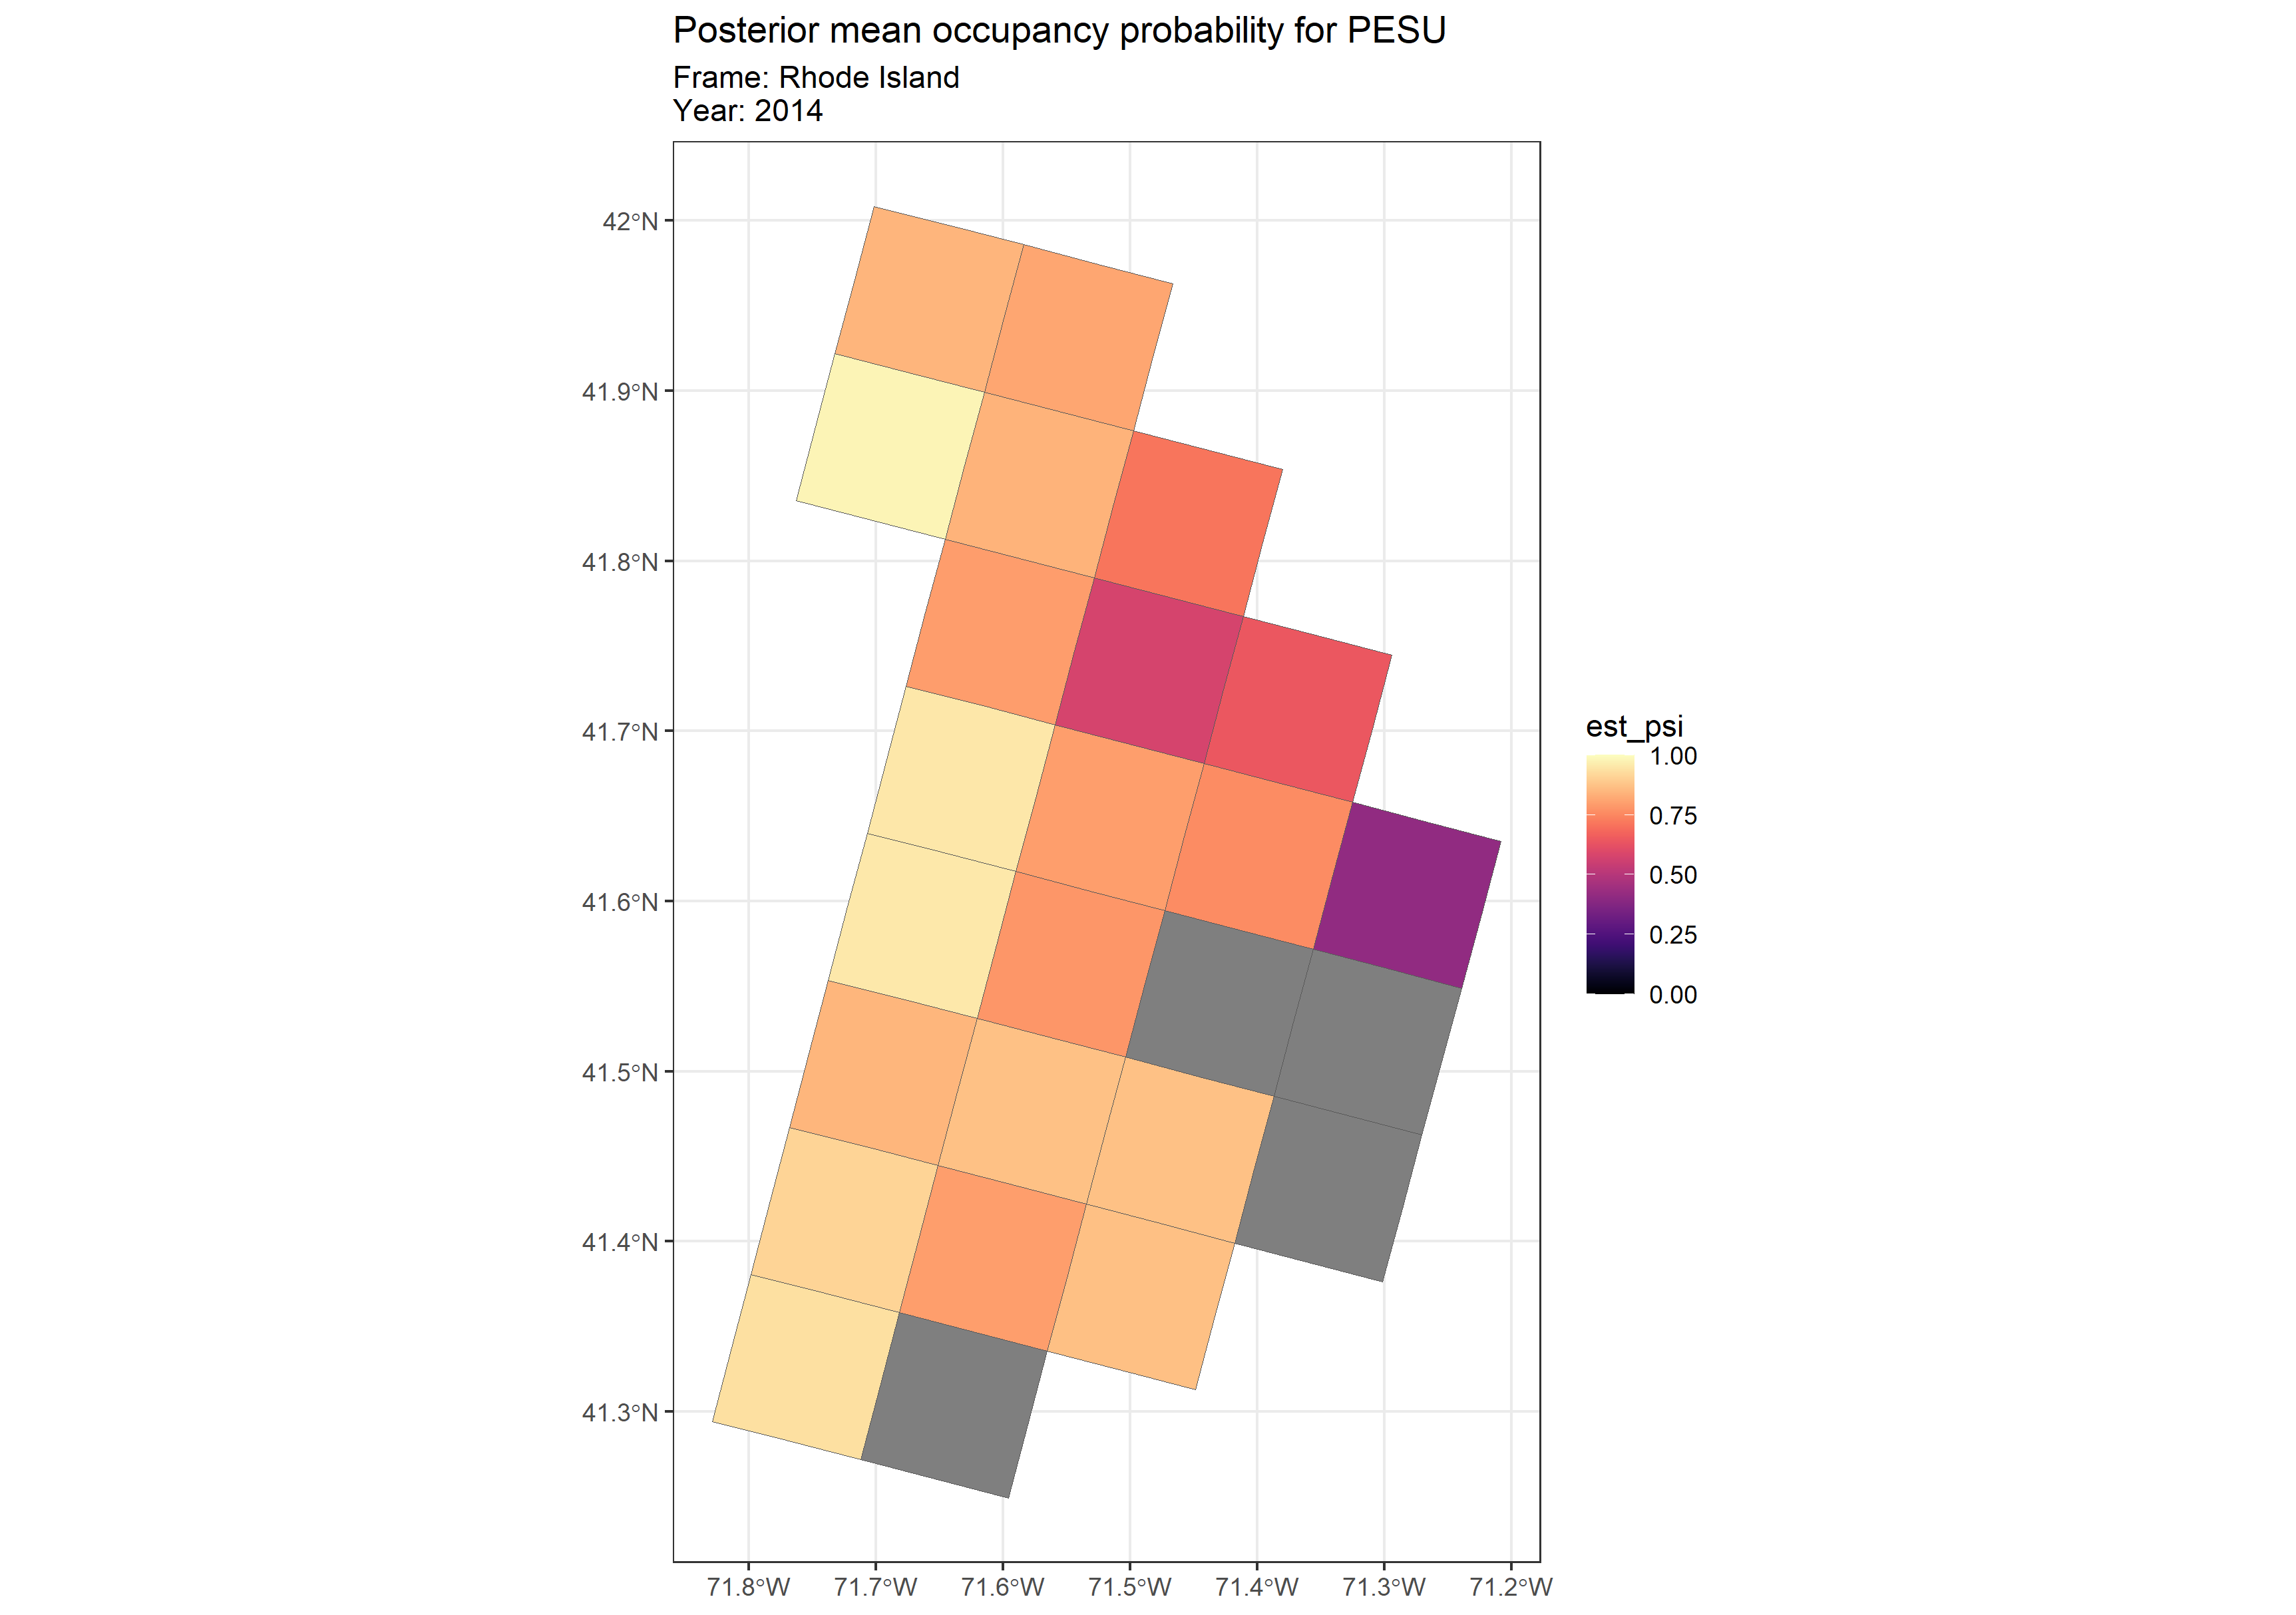 Posterior mean occupancy probability for PESU
Frame: Rhode Island
Year: 2014
42°N
41.9°N
41.8°N
41.7°N
41.6°N
41.5°N
41.4°N
41.3°N
71.8°W 71.7°W 71.6°W 71.5°W 71.4°W 71.3°W 71.2°W
est_psi
1.00
0.75
0.50
0.25
0.00